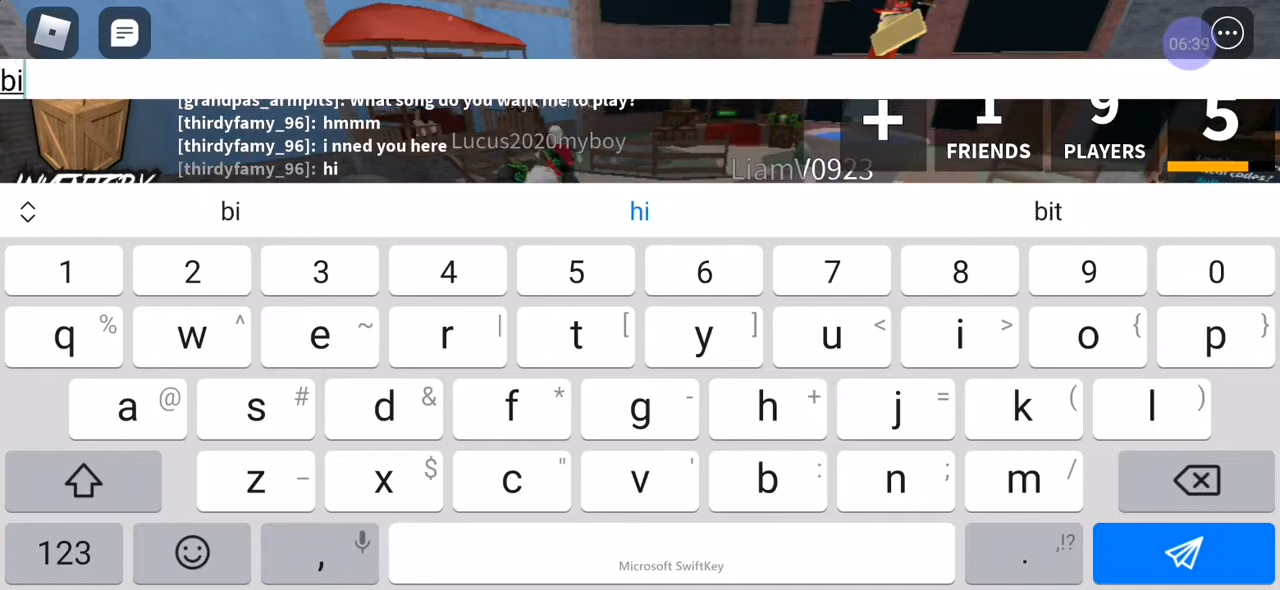 06:39
bi
[grandpas_armpits]: what song do you want me to play?
[thirdyfamy_96]: hmmm
[thirdyfamy_96]: i nned you here
[thirdyfamy_96]: hi
Lucus2020myboy
LiamV0923
INVENTORY
+
1
FRIENDS
9
PLAYERS
5
bi hi bit
1 2 3 4 5 6 7 8 9 0
q % w ^ e ~ r | t [ y ] u < i > o { p }
a @ s # d & f * g - h + j = k ( l )
z _ x $ c " v ' b : n ; m /
123 , Microsoft SwiftKey . ,!?